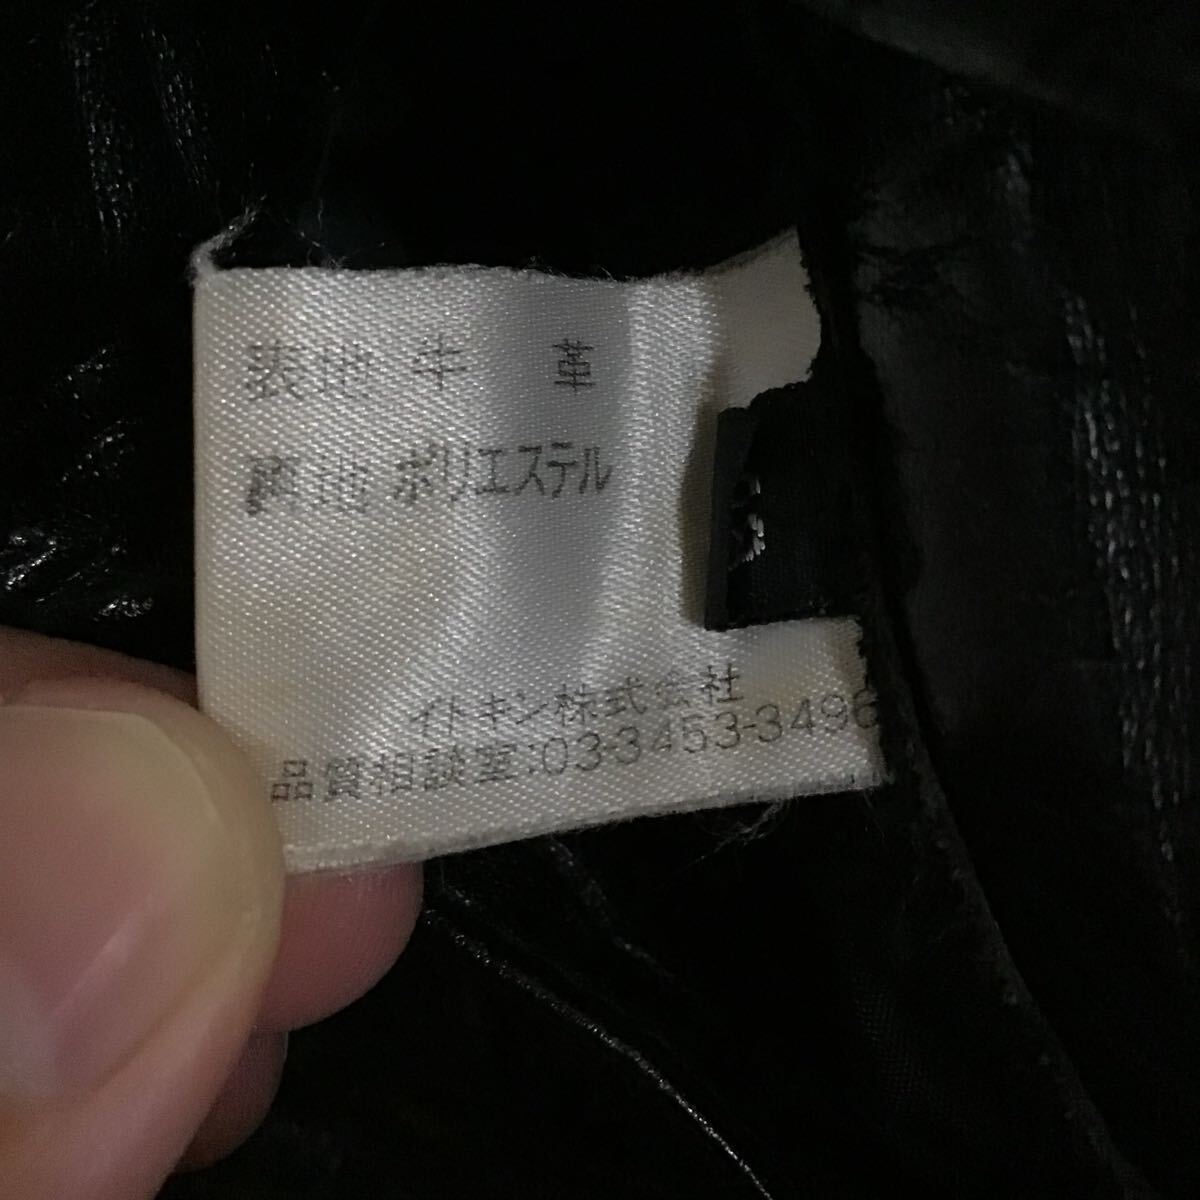 表地 牛 革
裏地 ポリエステル
イトキン株式会社
品質相談室:03-3453-3496